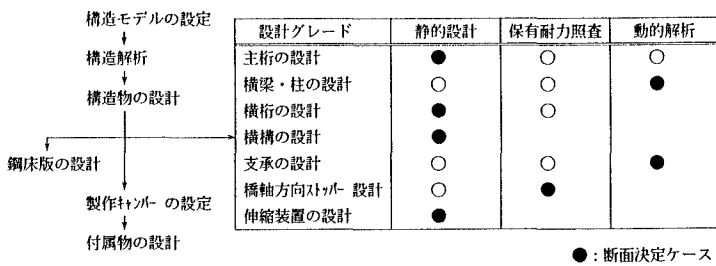 構造モデルの設定
構造解析
構造物の設計
鋼床版の設計
製作ｷｬﾝﾊﾞｰ の設定
付属物の設計
設計グレード 静的設計 保有耐力照査 動的解析
主桁の設計 ● ○ ○
横梁・柱の設計 ○ ○ ●
横桁の設計 ● ○
横構の設計 ●
支承の設計 ○ ○ ●
橋軸方向ｽﾄｯﾊﾟｰ 設計 ○ ●
伸縮装置の設計 ●
●：断面決定ケース